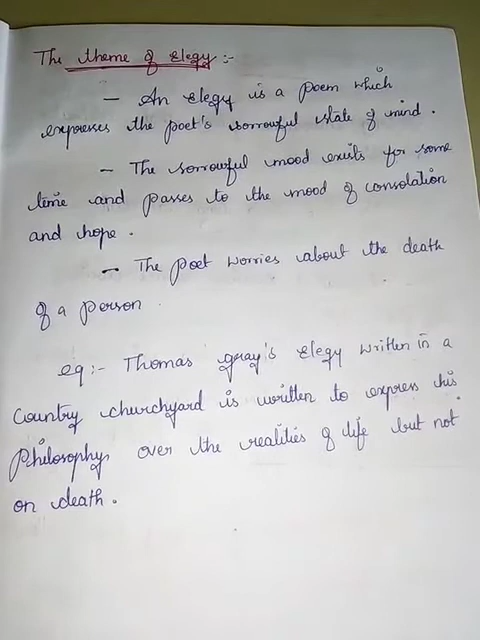 The theme of Elegy :-
- An Elegy is a poem which
expresses the poet's sorrowful state of mind.
- The sorrowful mood exists for some
time and passes to the mood of consolation
and hope.
- The poet worries about the death
of a person
eg:- Thomas gray's Elegy written in a
Country churchyard is written to express his
Philosophy over the realities of life but not
on death.